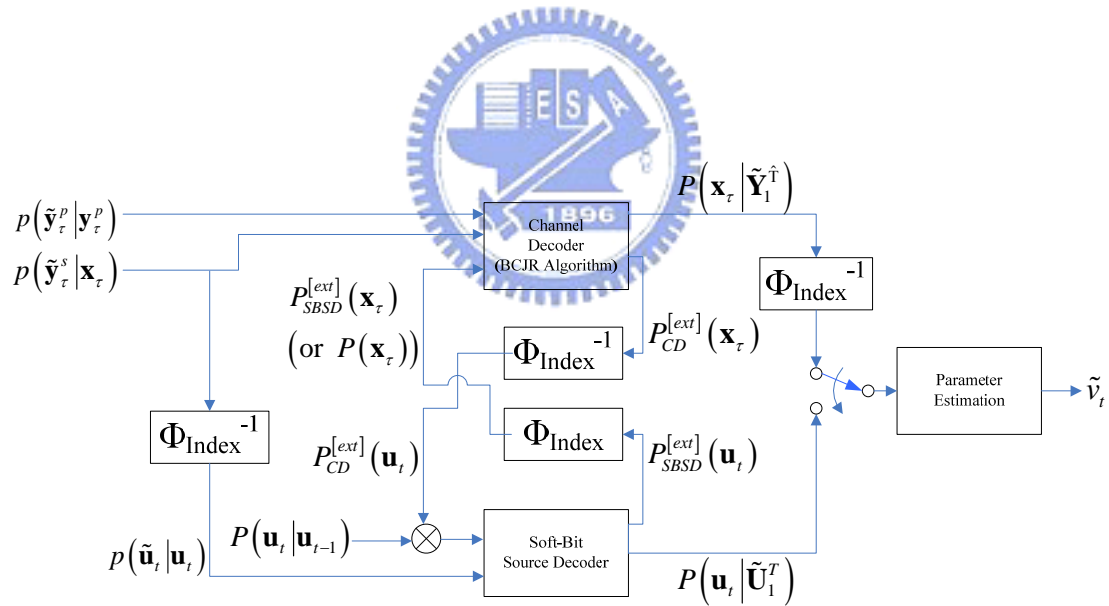 ESA
1896
p(ỹ_τ^p|y_τ^p)
p(ỹ_τ^s|x_τ)
Channel
Decoder
(BCJR Algorithm)
P(x_τ|Ỹ_1^T̂)
Φ_Index^-1
P_SBSD^[ext](x_τ)
(or P(x_τ))
P_CD^[ext](x_τ)
Φ_Index^-1
Parameter
Estimation
ṽ_t
Φ_Index^-1
Φ_Index
P_CD^[ext](u_t)
P_SBSD^[ext](u_t)
P(u_t|u_t-1)
p(ũ_t|u_t)
Soft-Bit
Source Decoder
P(u_t|Ũ_1^T)